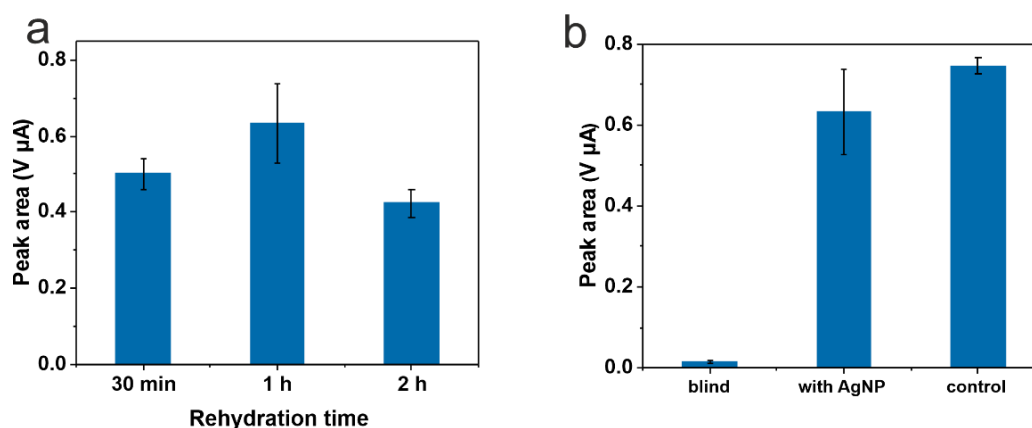 a
Peak area (V µA)
0.8
0.6
0.4
0.2
0.0
30 min 1 h 2 h
Rehydration time
b
Peak area (V µA)
0.8
0.6
0.4
0.2
0.0
blind with AgNP control